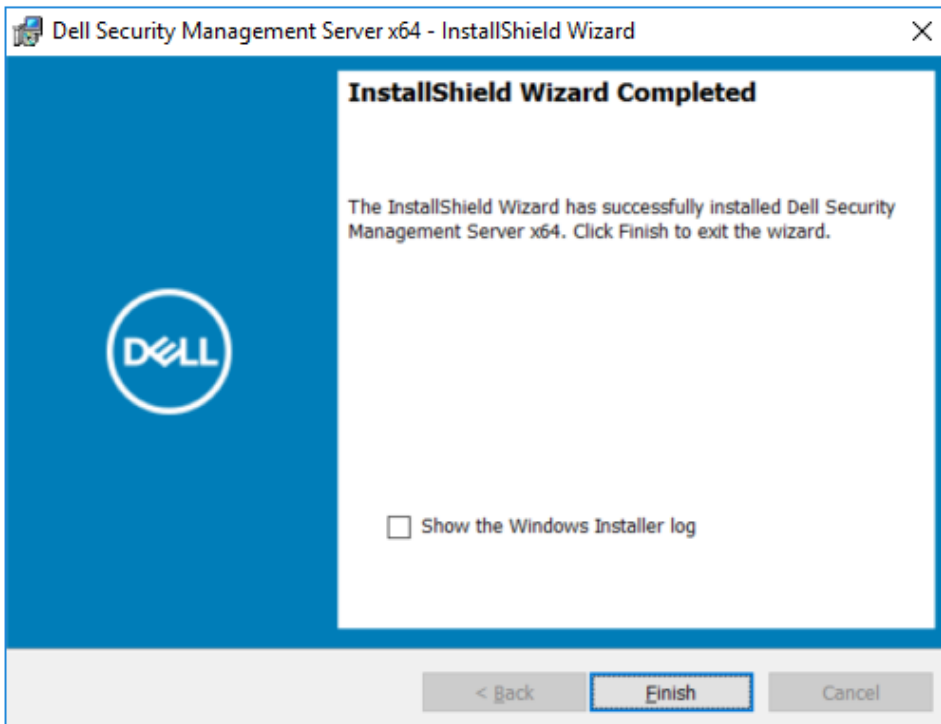 Dell Security Management Server x64 - InstallShield Wizard
InstallShield Wizard Completed
The InstallShield Wizard has successfully installed Dell Security
Management Server x64. Click Finish to exit the wizard.
DELL
Show the Windows Installer log
< Back
Finish
Cancel